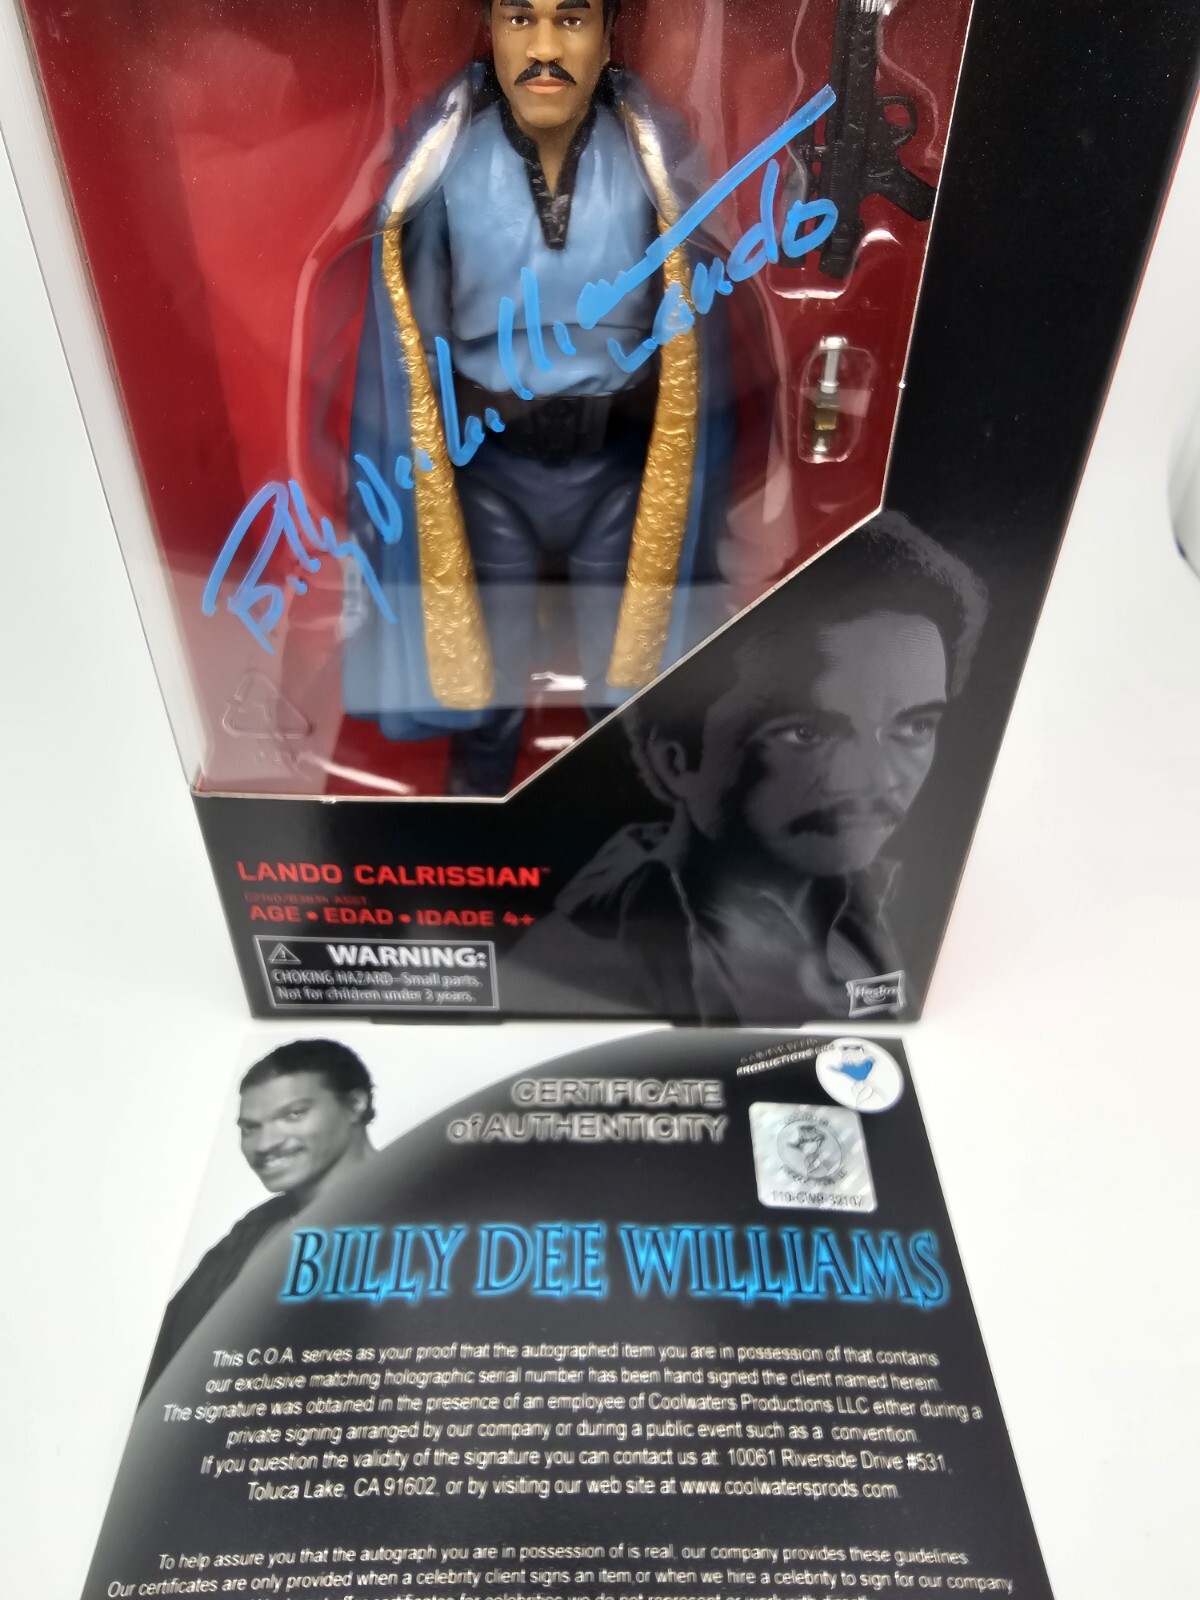 Billy Dee Williams
Lando
LANDO CALRISSIAN™
C2140/B3834 ASST
AGE • EDAD • IDADE 4+
WARNING:
CHOKING HAZARD–Small parts.
Not for children under 3 years.
Hasbro
PRODUCTIONS
CERTIFICATE
of AUTHENTICITY
BILLY DEE WILLIAMS
This C.O.A. serves as your proof that the autographed item you are in possession of that contains
our exclusive matching holographic serial number has been hand signed the client named herein.
The signature was obtained in the presence of an employee of Coolwaters Productions LLC either during a
private signing arranged by our company or during a public event such as a convention.
If you question the validity of the signature you can contact us at: 10061 Riverside Drive #531,
Toluca Lake, CA 91602, or by visiting our web site at www.coolwatersprods.com.
To help assure you that the autograph you are in possession of is real, our company provides these guidelines
Our certificates are only provided when a celebrity client signs an item,or when we hire a celebrity to sign for our company